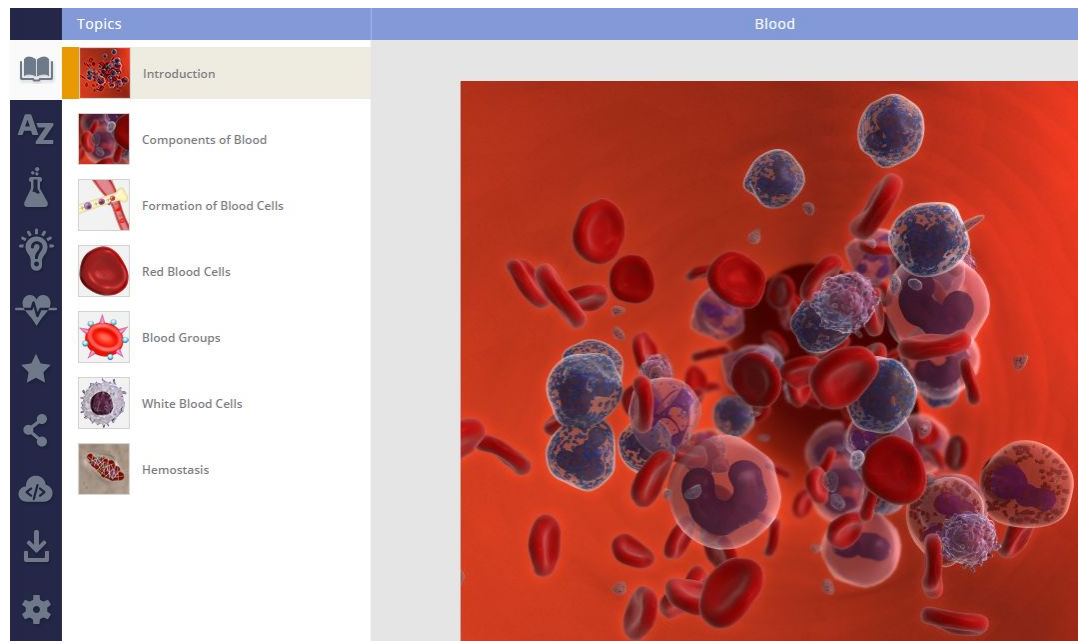 Topics
Blood
Introduction
AZ
Components of Blood
Formation of Blood Cells
Red Blood Cells
Blood Groups
White Blood Cells
Hemostasis